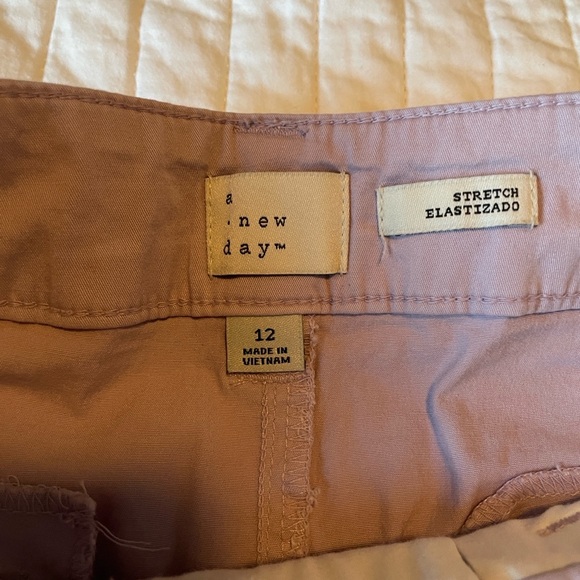 a
new
day™
STRETCH
ELASTIZADO
12
MADE IN
VIETNAM